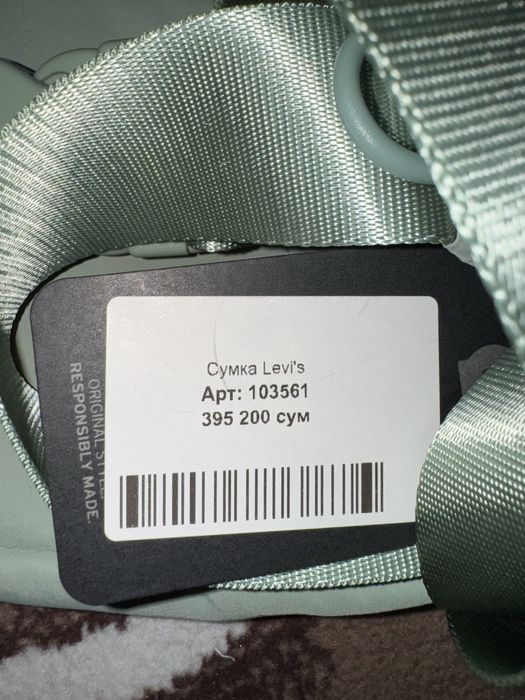 Сумка Levi's
Арт: 103561
395 200 сум
ORIGINAL STYLE.
RESPONSIBLY MADE.